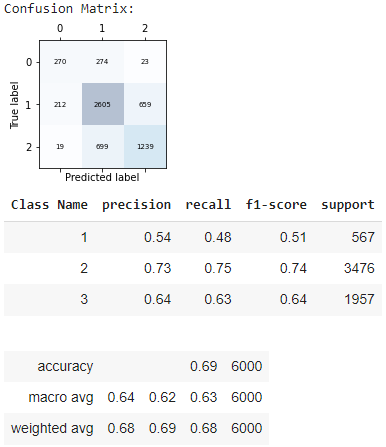 Confusion Matrix:
0 1 2
0 270 274 23
1 212 2605 659
2 19 699 1239
True label
Predicted label
Class Name precision recall f1-score support
1 0.54 0.48 0.51 567
2 0.73 0.75 0.74 3476
3 0.64 0.63 0.64 1957
accuracy 0.69 6000
macro avg 0.64 0.62 0.63 6000
weighted avg 0.68 0.69 0.68 6000